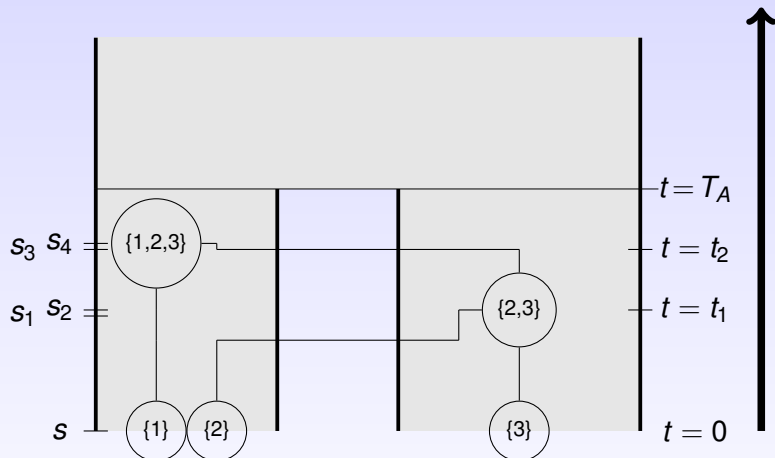 t = T_A
s_3 s_4 {1,2,3} t = t_2
s_1 s_2 {2,3} t = t_1
s {1} {2} {3} t = 0